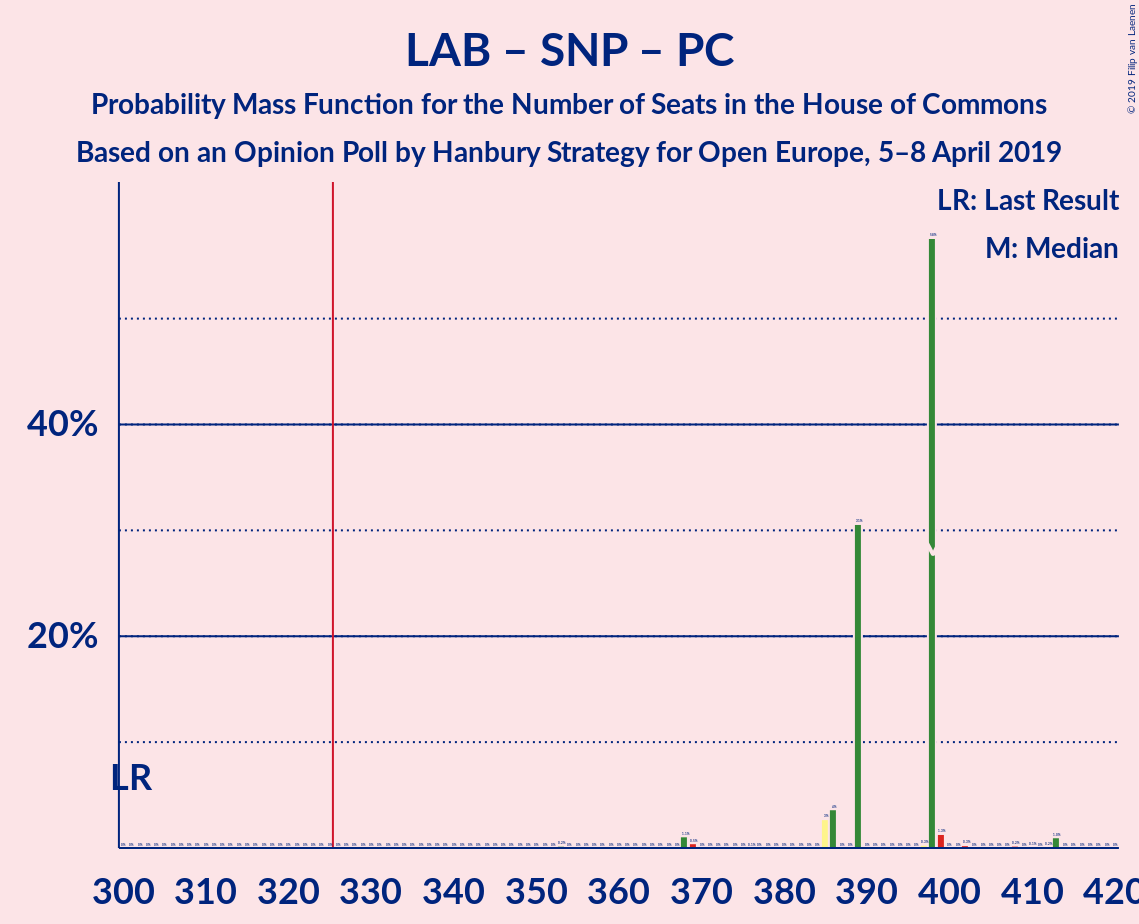 LAB – SNP – PC
Probability Mass Function for the Number of Seats in the House of Commons
Based on an Opinion Poll by Hanbury Strategy for Open Europe, 5–8 April 2019
© 2019 Filip van Laenen
LR: Last Result
M: Median
40%
20%
LR
300 310 320 330 340 350 360 370 380 390 400 410 420